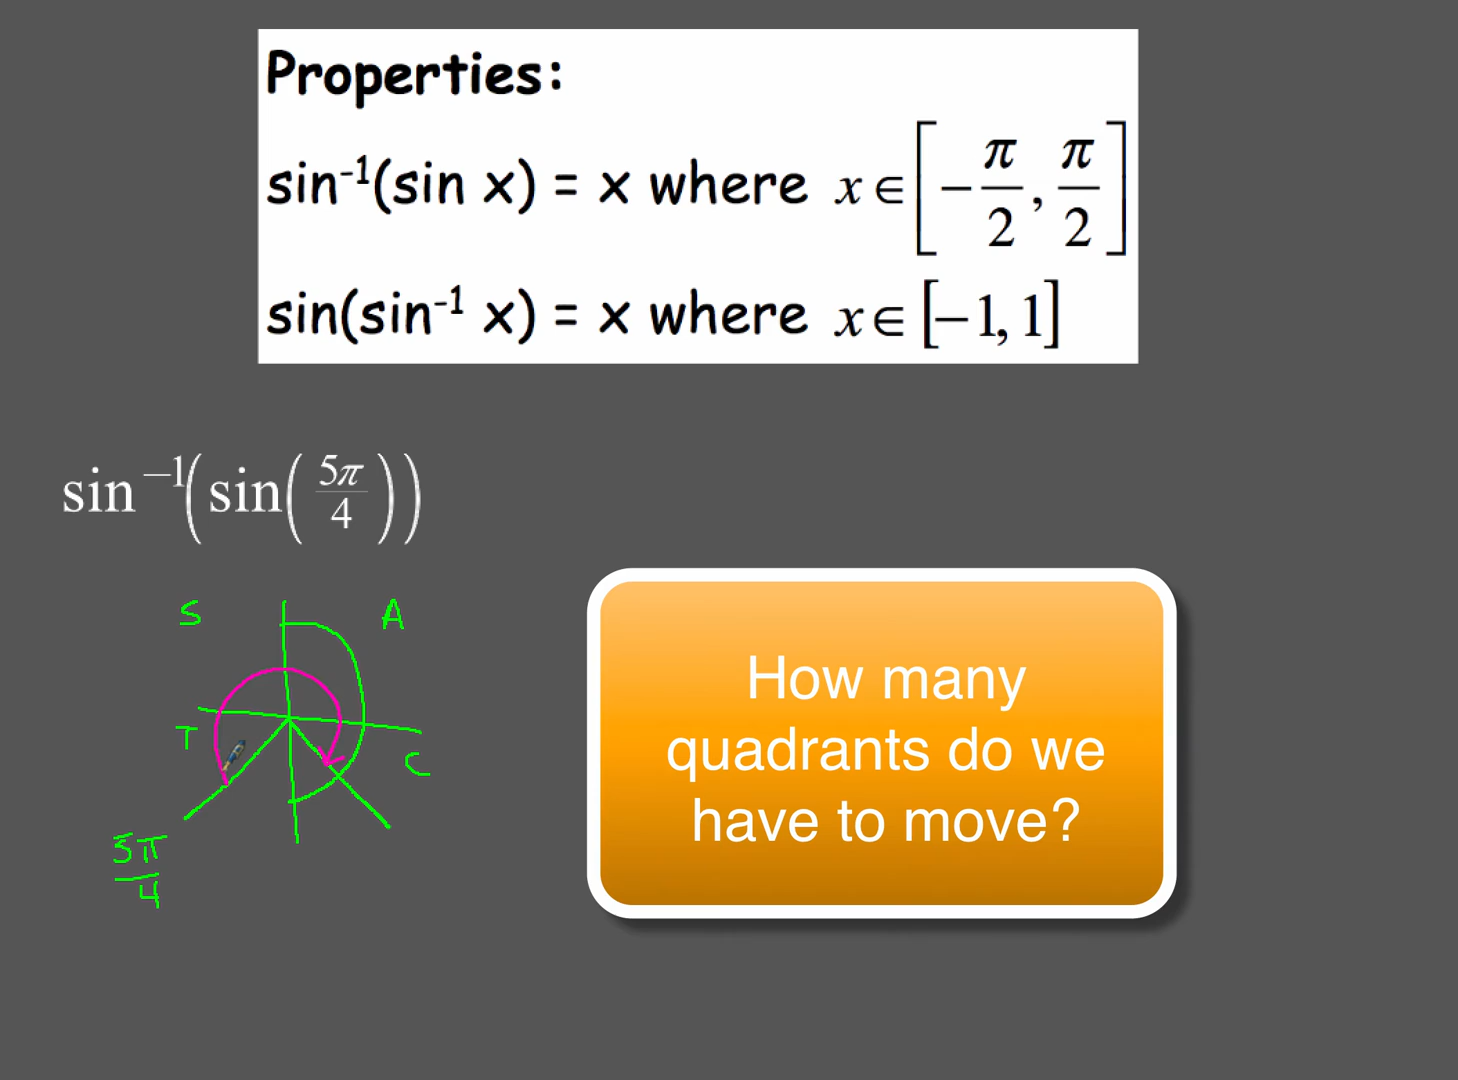 Properties:
sin⁻¹(sin x) = x where x ∈ [−π/2, π/2]
sin(sin⁻¹ x) = x where x ∈ [−1, 1]
sin⁻¹(sin(5π/4))
S A
T C
5π/4
How many
quadrants do we
have to move?